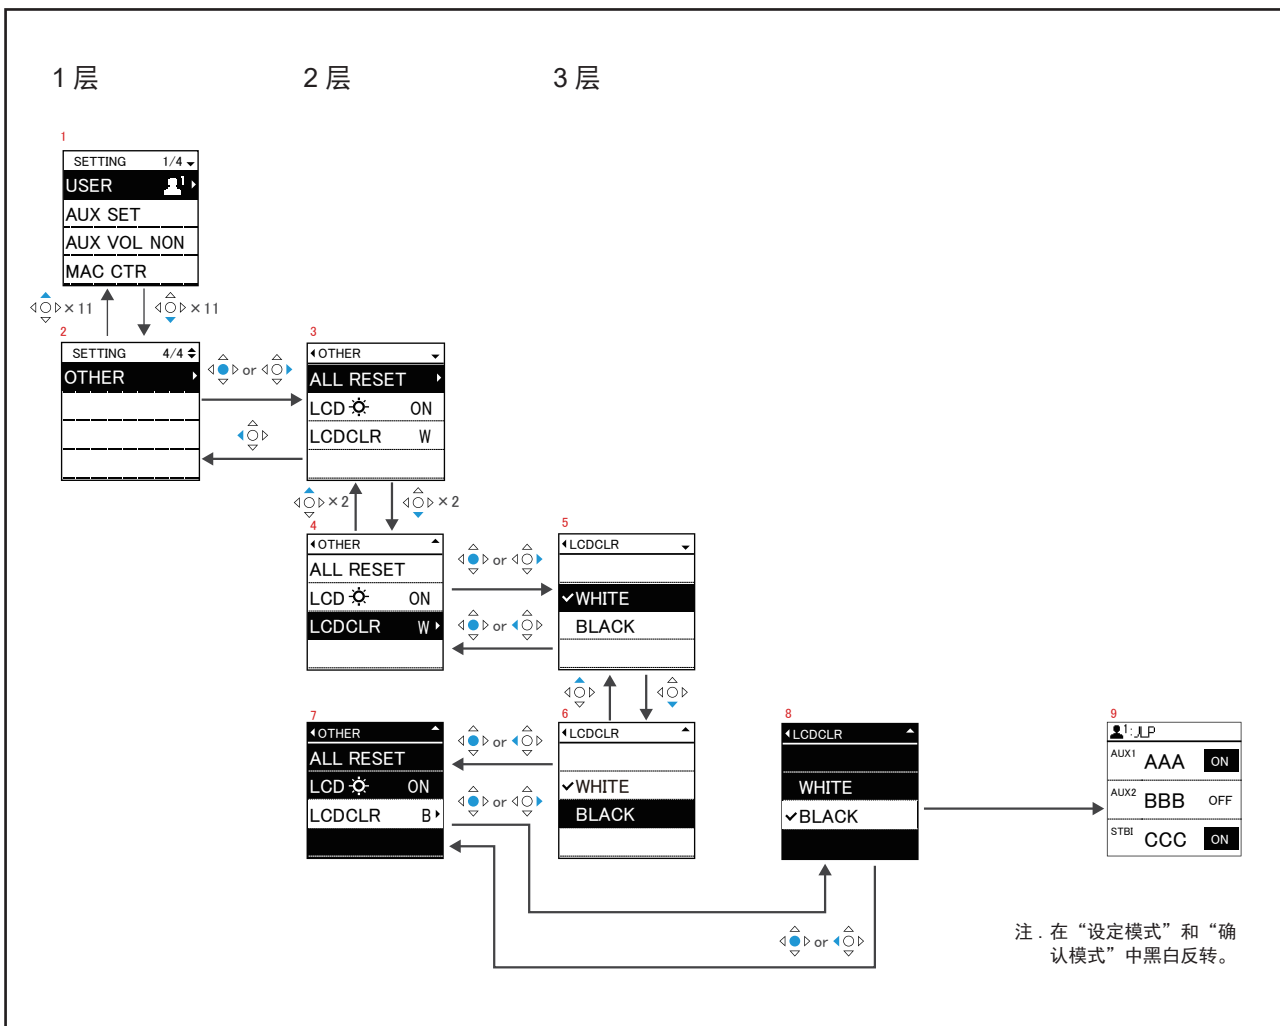 1 层
2 层
3 层
1
SETTING 1/4
USER 1
AUX SET
AUX VOL NON
MAC CTR
×11
×11
2
SETTING 4/4
OTHER
or
3
OTHER
ALL RESET
LCD ON
LCDCLR W
×2
×2
4
OTHER
ALL RESET
LCD ON
LCDCLR W
or
or
5
LCDCLR
WHITE
BLACK
6
LCDCLR
WHITE
BLACK
7
OTHER
ALL RESET
LCD ON
LCDCLR B
or
or
8
LCDCLR
WHITE
BLACK
or
9
1:JLP
AUX1 AAA ON
AUX2 BBB OFF
STBI CCC ON
注 . 在“设定模式”和“确
认模式”中黑白反转。